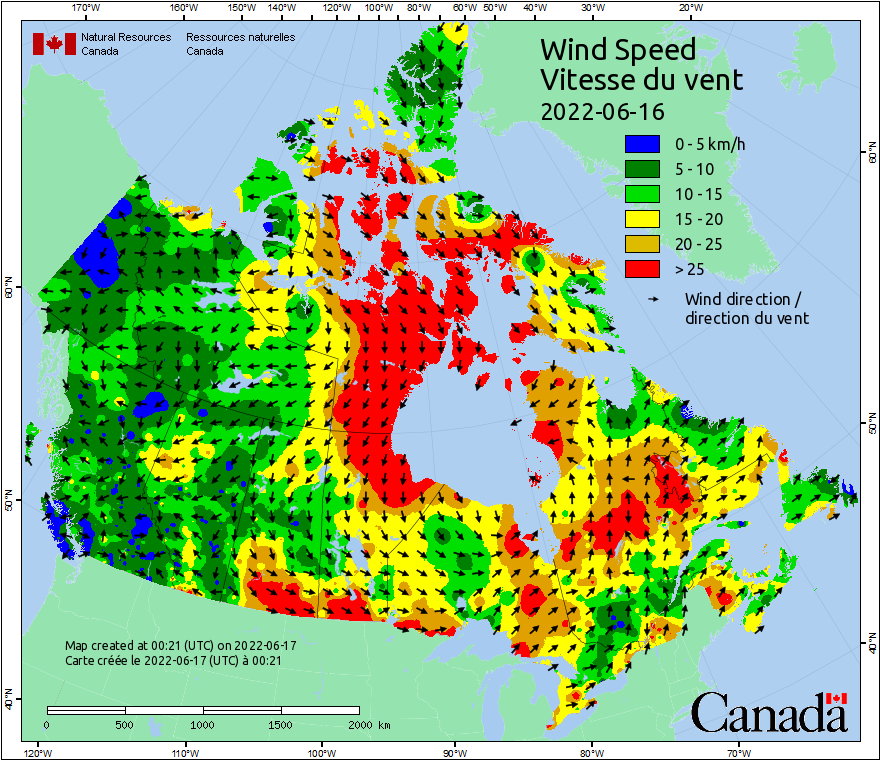 170°W 160°W 150°W 140°W 120°W 100°W 80°W 60°W 50°W 40°W 30°W 20°W
Natural Resources Canada
Ressources naturelles Canada
Wind Speed
Vitesse du vent
2022-06-16
0 - 5 km/h
5 - 10
10 - 15
15 - 20
20 - 25
> 25
Wind direction /
direction du vent
60°N
50°N
40°N
60°N
50°N
40°N
Map created at 00:21 (UTC) on 2022-06-17
Carte créée le 2022-06-17 (UTC) à 00:21
0 500 1000 1500 2000 km
Canada
120°W 110°W 100°W 90°W 80°W 70°W